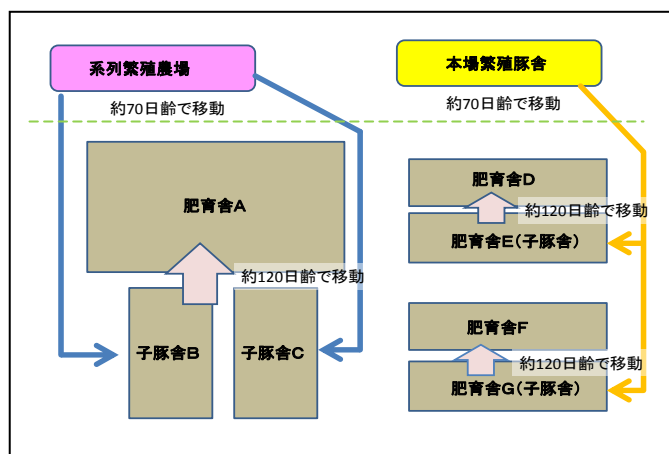 系列繁殖農場
本場繁殖豚舎
約70日齢で移動
約70日齢で移動
肥育舎A
肥育舎D
約120日齢で移動
肥育舎E(子豚舎)
約120日齢で移動
子豚舎B
子豚舎C
肥育舎F
約120日齢で移動
肥育舎G(子豚舎)